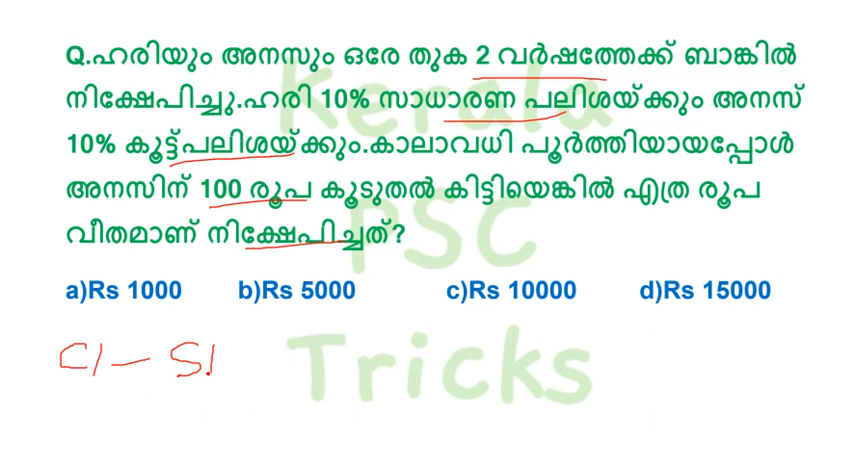 Q.ഹരിയും അനസും ഒരേ തുക 2 വർഷത്തേക്ക് ബാങ്കിൽ
നിക്ഷേപിച്ചു.ഹരി 10% സാധാരണ പലിശയ്ക്കും അനസ്
10% കൂട്ട്പലിശയ്ക്കും.കാലാവധി പൂർത്തിയായപ്പോൾ
അനസിന് 100 രൂപ കൂടുതൽ കിട്ടിയെങ്കിൽ എത്ര രൂപ
വീതമാണ് നിക്ഷേപിച്ചത്?
a)Rs 1000 b)Rs 5000 c)Rs 10000 d)Rs 15000
CI - S.I
Kerala
PSC
Tricks